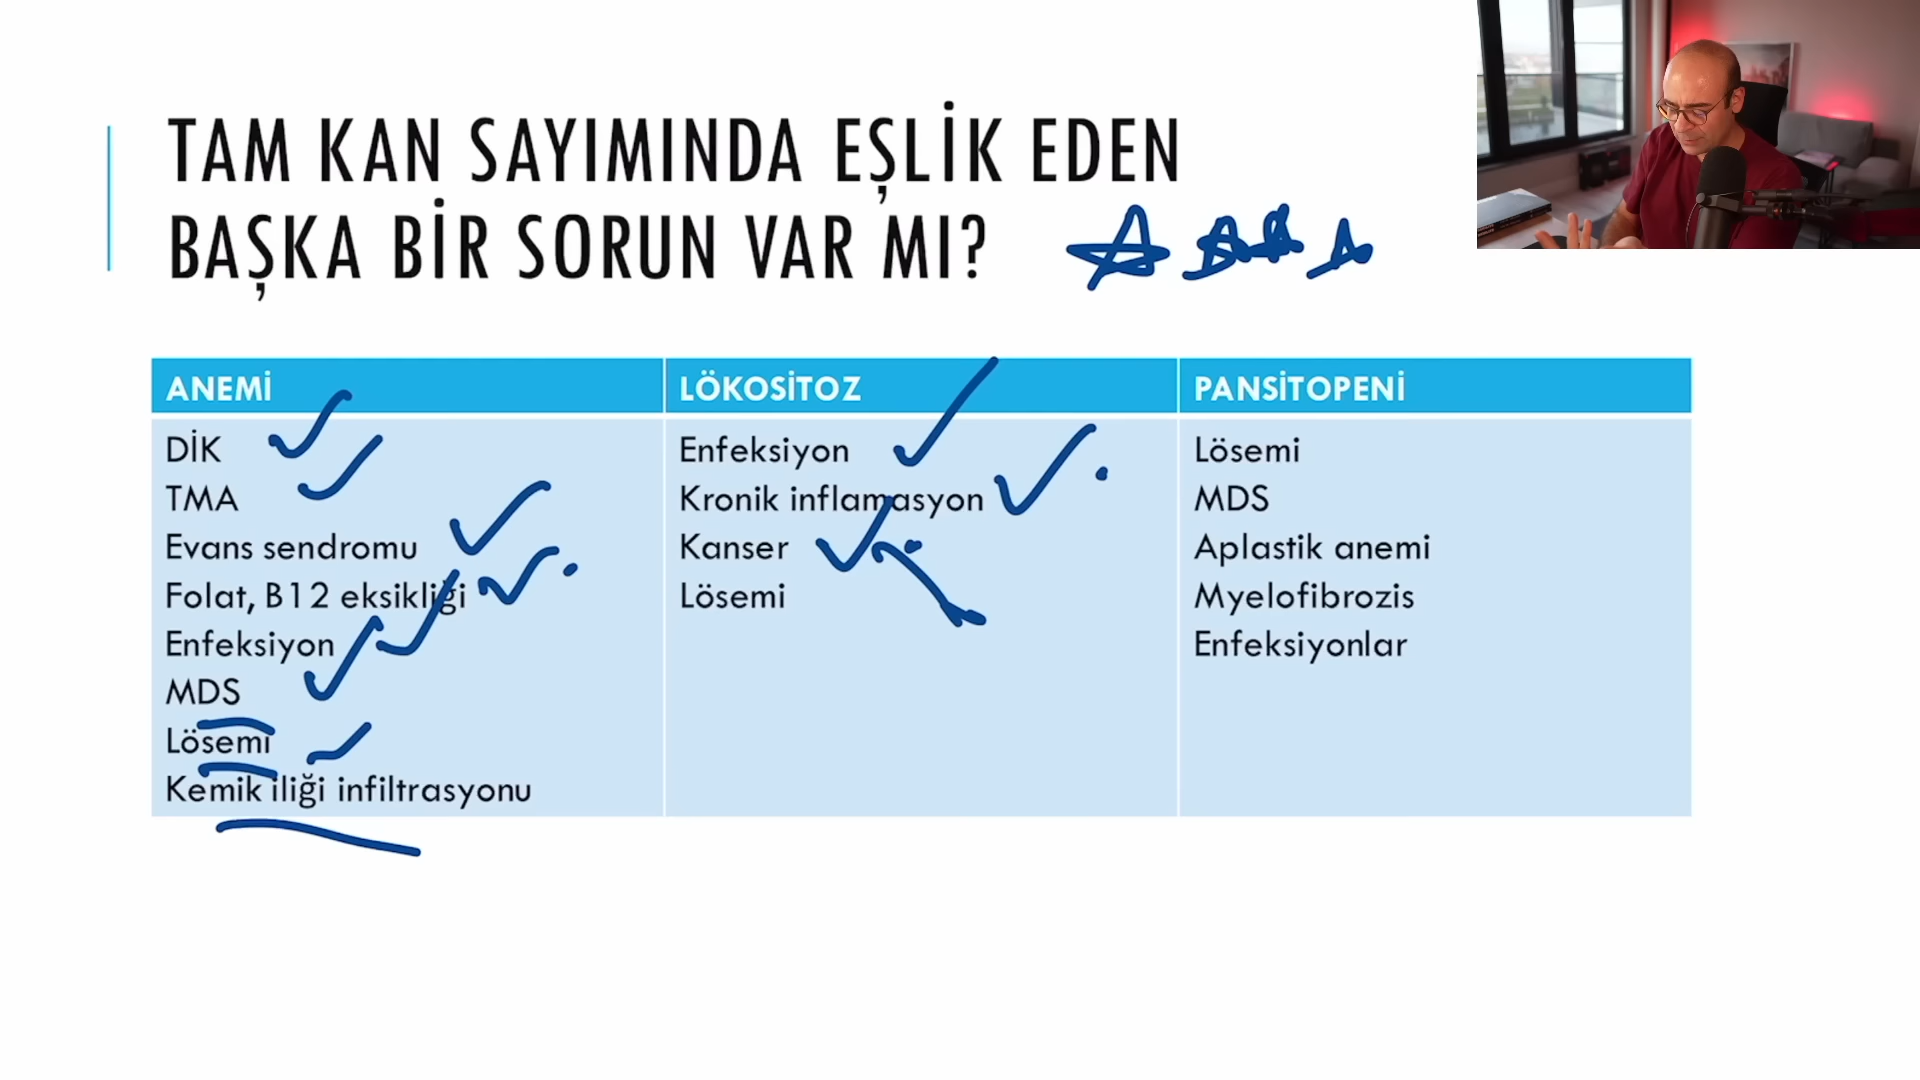 TAM KAN SAYIMINDA EŞLİK EDEN
BAŞKA BİR SORUN VAR MI?
ANEMİ
DİK
TMA
Evans sendromu
Folat, B12 eksikliği
Enfeksiyon
MDS
Lösemi
Kemik iliği infiltrasyonu
LÖKOSİTOZ
Enfeksiyon
Kronik inflamasyon
Kanser
Lösemi
PANSİTOPENİ
Lösemi
MDS
Aplastik anemi
Myelofibrozis
Enfeksiyonlar